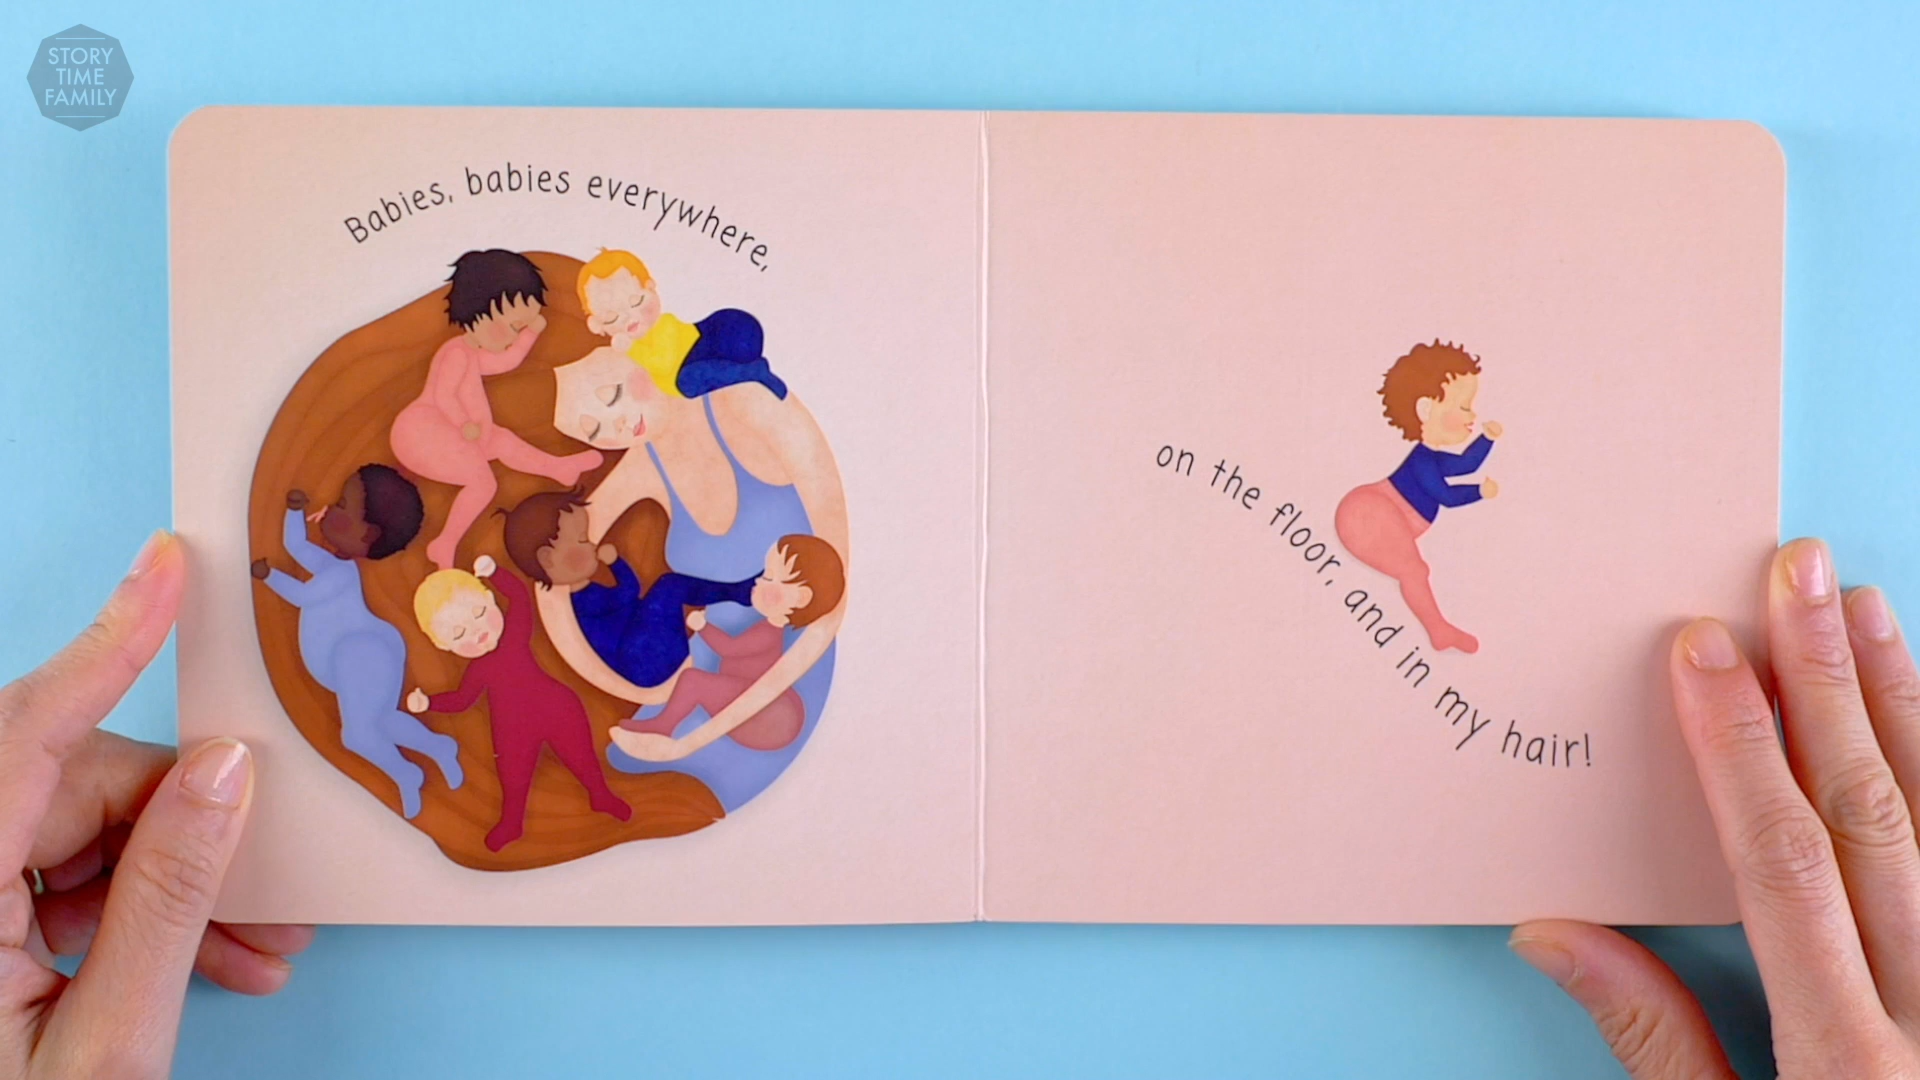 STORY
TIME
FAMILY
Babies, babies everywhere,
on the floor, and in my hair!